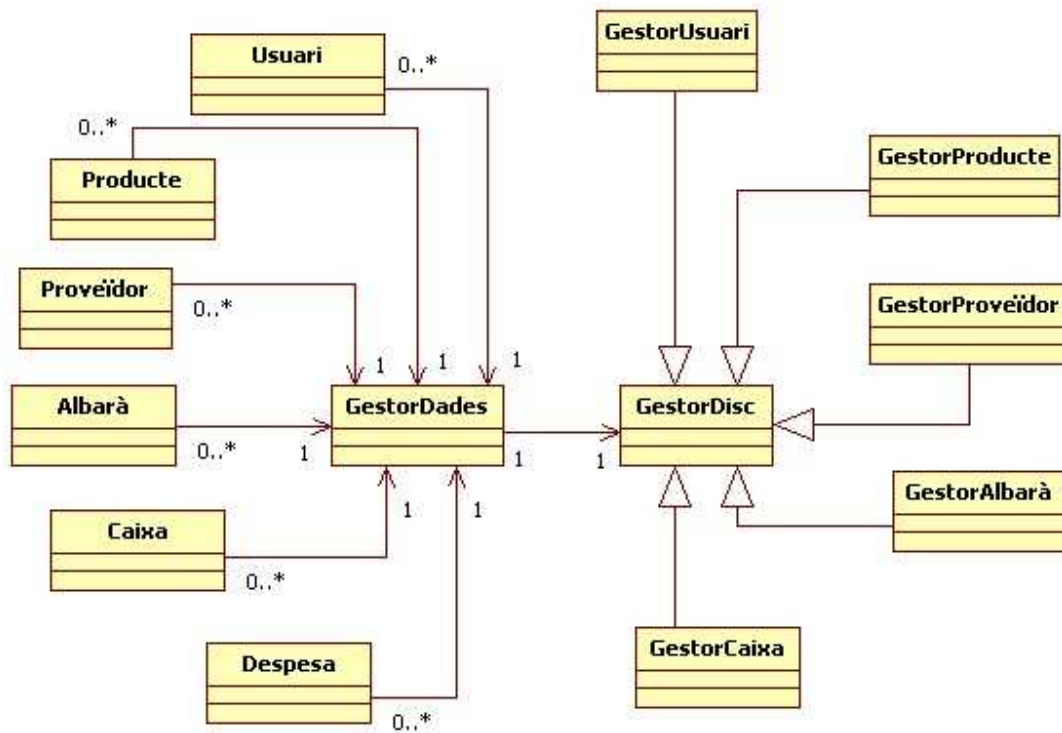 GestorUsuari
Usuari
0..*
0..*
GestorProducte
Producte
Proveïdor
0..*
GestorProveïdor
1
1
1
Albarà
GestorDades
GestorDisc
0..*
1
1
1
GestorAlbarà
Caixa
1
1
0..*
GestorCaixa
Despesa
0..*